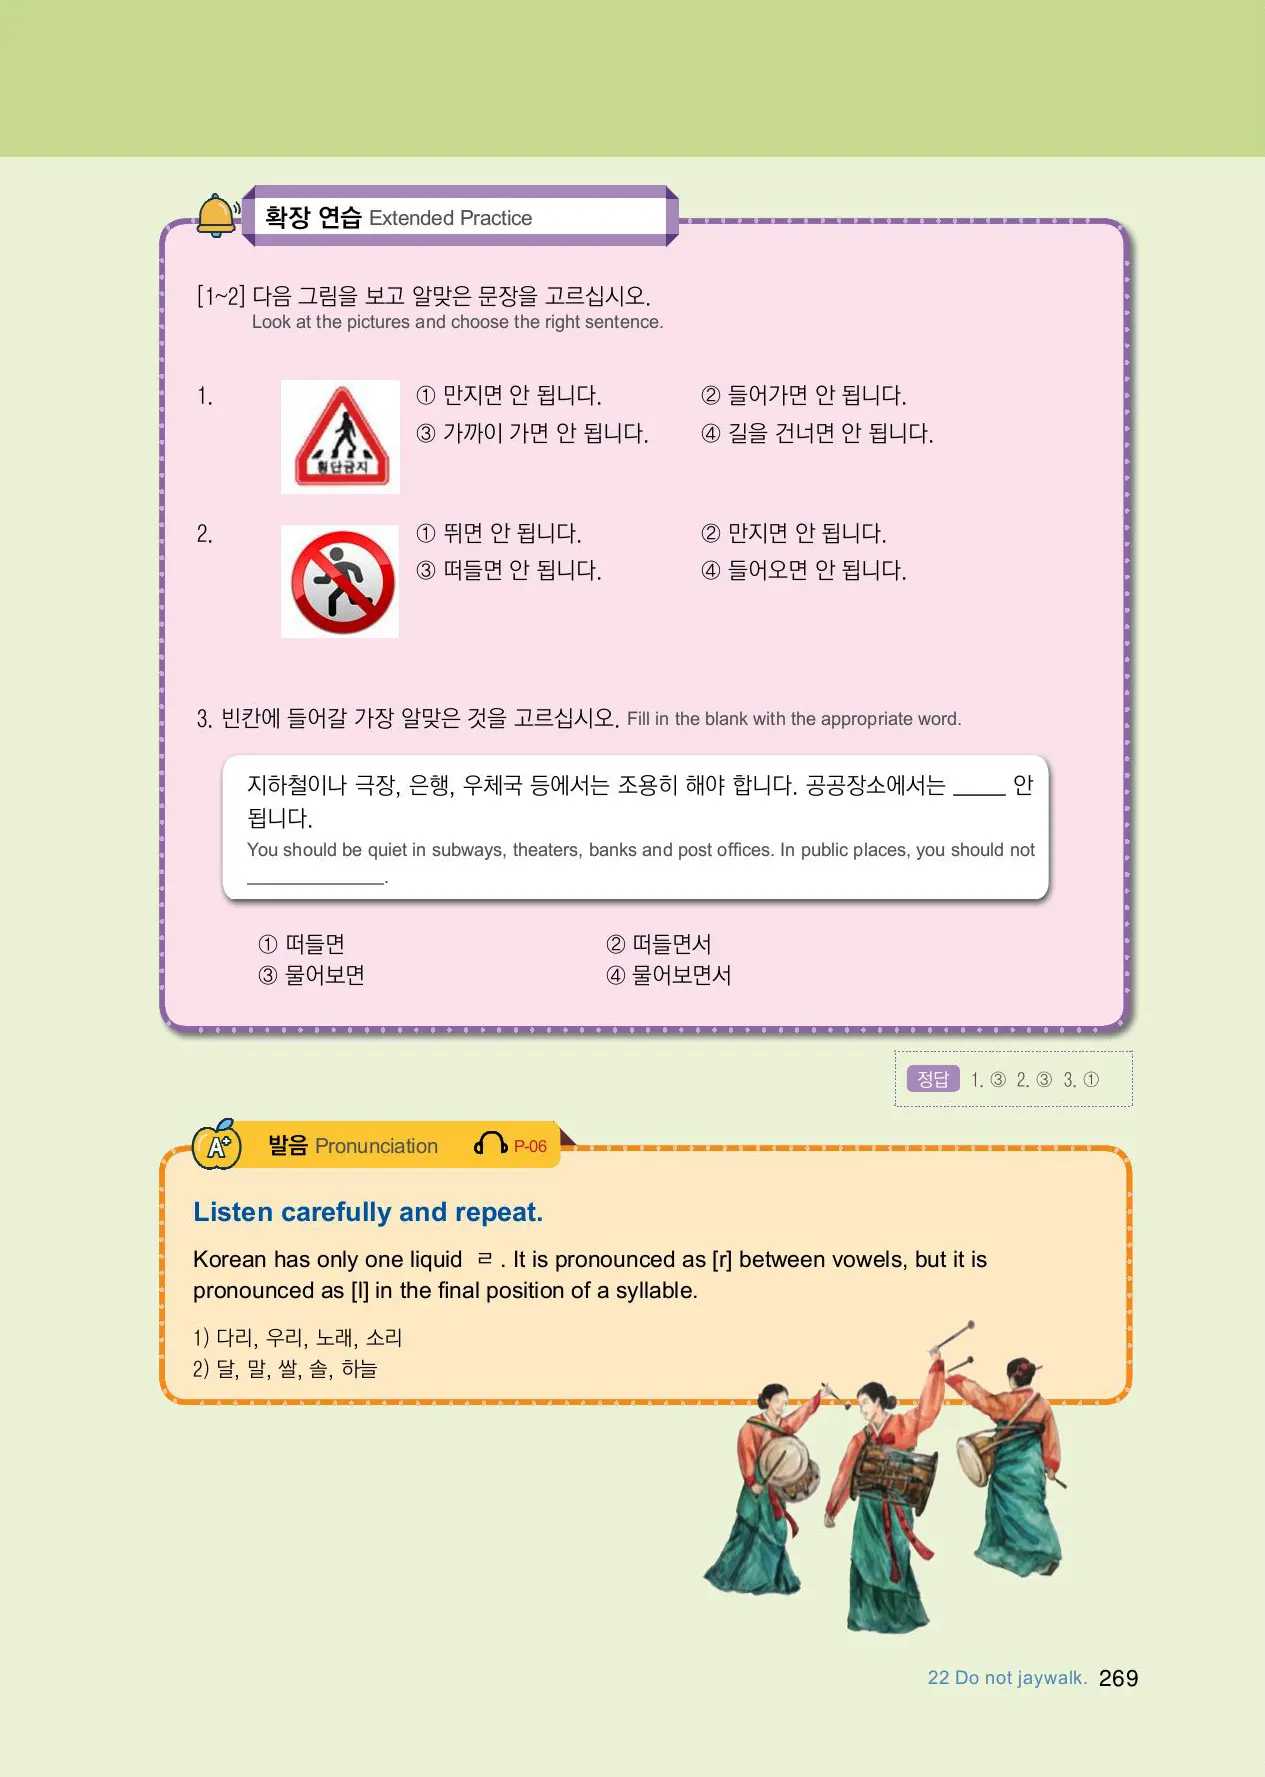 확장 연습 Extended Practice
[1~2] 다음 그림을 보고 알맞은 문장을 고르십시오.
Look at the pictures and choose the right sentence.
1.
횡단금지
① 만지면 안 됩니다.
② 들어가면 안 됩니다.
③ 가까이 가면 안 됩니다.
④ 길을 건너면 안 됩니다.
2.
① 뛰면 안 됩니다.
② 만지면 안 됩니다.
③ 떠들면 안 됩니다.
④ 들어오면 안 됩니다.
3. 빈칸에 들어갈 가장 알맞은 것을 고르십시오. Fill in the blank with the appropriate word.
지하철이나 극장, 은행, 우체국 등에서는 조용히 해야 합니다. 공공장소에서는 _____ 안
됩니다.
You should be quiet in subways, theaters, banks and post offices. In public places, you should not
_____________.
① 떠들면
② 떠들면서
③ 물어보면
④ 물어보면서
정답 1. ③ 2. ③ 3. ①
A+ 발음 Pronunciation P-06
Listen carefully and repeat.
Korean has only one liquid ㄹ. It is pronounced as [r] between vowels, but it is
pronounced as [l] in the final position of a syllable.
1) 다리, 우리, 노래, 소리
2) 달, 말, 쌀, 솔, 하늘
22 Do not jaywalk. 269